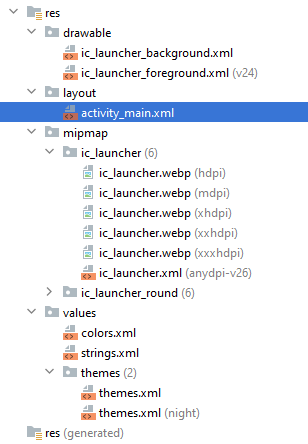 res
drawable
ic_launcher_background.xml
ic_launcher_foreground.xml (v24)
layout
activity_main.xml
mipmap
ic_launcher (6)
ic_launcher.webp (hdpi)
ic_launcher.webp (mdpi)
ic_launcher.webp (xhdpi)
ic_launcher.webp (xxhdpi)
ic_launcher.webp (xxxhdpi)
ic_launcher.xml (anydpi-v26)
ic_launcher_round (6)
values
colors.xml
strings.xml
themes (2)
themes.xml
themes.xml (night)
res (generated)